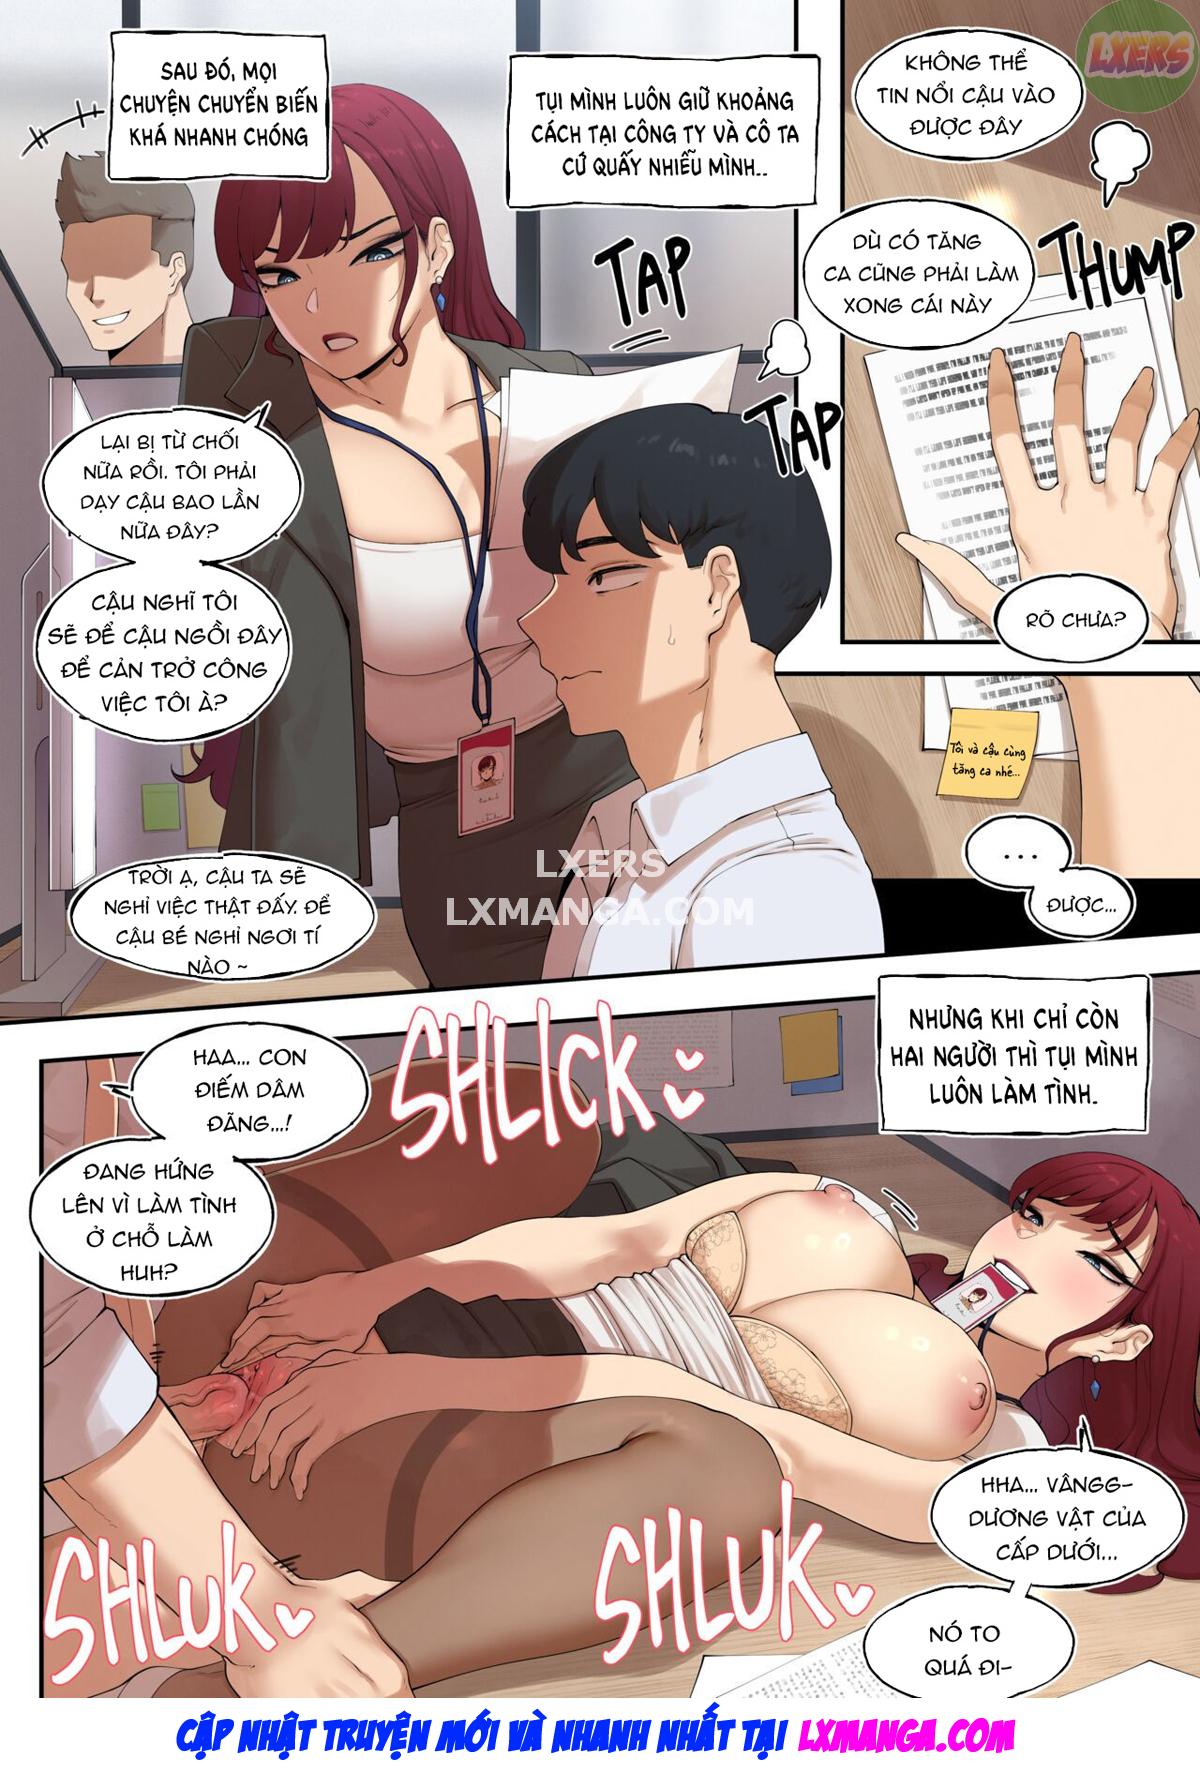 SAU ĐÓ, MỌI
CHUYỆN CHUYỂN BIẾN
KHÁ NHANH CHÓNG
TỤI MÌNH LUÔN GIỮ KHOẢNG
CÁCH TẠI CÔNG TY VÀ CÔ TA
CỨ QUẤY NHIỄU MÌNH..
TAP
TAP
LẠI BỊ TỪ CHỐI
NỮA RỒI. TÔI PHẢI
DẠY CẬU BAO LẦN
NỮA ĐÂY?
CẬU NGHĨ TÔI
SẼ ĐỂ CẬU NGỒI ĐÂY
ĐỂ CẢN TRỞ CÔNG
VIỆC TÔI À?
TRỜI Ạ, CẬU TA SẼ
NGHỈ VIỆC THẬT ĐẤY. ĐỂ
CẬU BÉ NGHỈ NGƠI TÍ
NÀO ~
LXERS
KHÔNG THỂ
TIN NỔI CẬU VÀO
ĐƯỢC ĐÂY
DÙ CÓ TĂNG
CA CŨNG PHẢI LÀM
XONG CÁI NÀY
THUMP
RÕ CHƯA?
Tôi và cậu cùng
tăng ca nhé...
...
ĐƯỢC...
LXERS
LXMANGA.COM
NHƯNG KHI CHỈ CÒN
HAI NGƯỜI THÌ TỤI MÌNH
LUÔN LÀM TÌNH.
HAA... CON
ĐIẾM DÂM
ĐÃNG...!
ĐANG HỨNG
LÊN VÌ LÀM TÌNH
Ở CHỖ LÀM
HUH?
SHLICK
HHA... VÂNGG-
DƯƠNG VẬT CỦA
CẤP DƯỚI...
NÓ TO
QUÁ ĐI-
SHLUK
SHLUK
CẬP NHẬT TRUYỆN MỚI VÀ NHANH NHẤT TẠI LXMANGA.COM